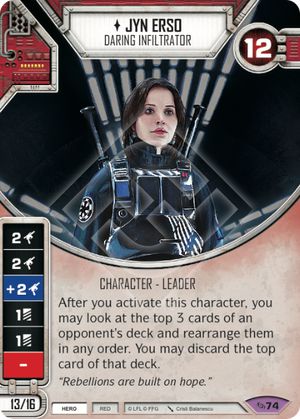 JYN ERSO
DARING INFILTRATOR
12
2
2
+2
1
1
-
CHARACTER - LEADER
After you activate this character, you
may look at the top 3 cards of an
opponent's deck and rearrange them
in any order. You may discard the top
card of that deck.
“Rebellions are built on hope.”
13/16
HERO
RED
© LFL © FFG
Cristi Balanescu
74